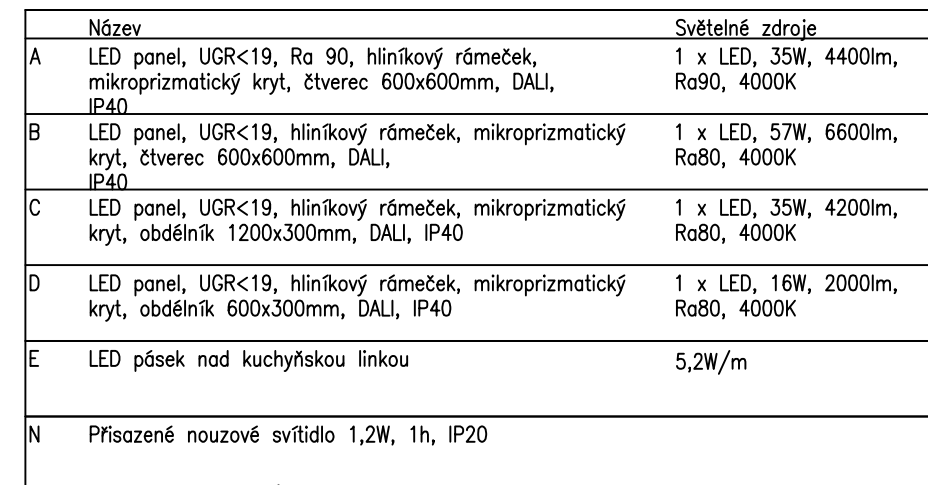 Název Světelné zdroje
A LED panel, UGR<19, Ra 90, hliníkový rámeček, 1 x LED, 35W, 4400lm,
mikroprizmatický kryt, čtverec 600x600mm, DALI, Ra90, 4000K
IP40
B LED panel, UGR<19, hliníkový rámeček, mikroprizmatický 1 x LED, 57W, 6600lm,
kryt, čtverec 600x600mm, DALI, Ra80, 4000K
IP40
C LED panel, UGR<19, hliníkový rámeček, mikroprizmatický 1 x LED, 35W, 4200lm,
kryt, obdélník 1200x300mm, DALI, IP40 Ra80, 4000K
D LED panel, UGR<19, hliníkový rámeček, mikroprizmatický 1 x LED, 16W, 2000lm,
kryt, obdélník 600x300mm, DALI, IP40 Ra80, 4000K
E LED pásek nad kuchyňskou linkou 5,2W/m
N Přisazené nouzové svítidlo 1,2W, 1h, IP20